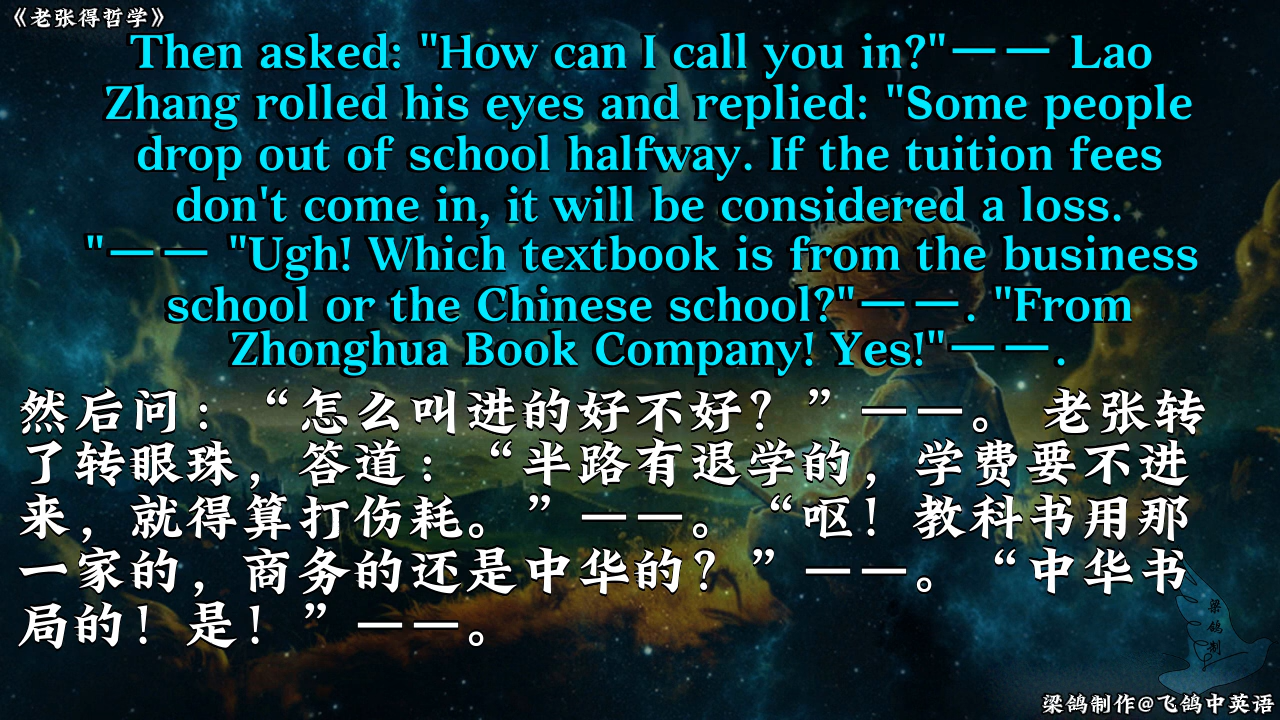 《老张得哲学》
Then asked: "How can I call you in?"—— Lao
Zhang rolled his eyes and replied: "Some people
drop out of school halfway. If the tuition fees
don't come in, it will be considered a loss.
"—— "Ugh! Which textbook is from the business
school or the Chinese school?"——. "From
Zhonghua Book Company! Yes!"——.
然后问：“怎么叫进的好不好？”——。 老张转
了转眼珠，答道：“半路有退学的，学费要不进
来，就得算打伤耗。”——。“呕！教科书用那
一家的，商务的还是中华的？”——。“中华书
局的！是！”——。
梁鸽制
梁鸽制作@飞鸽中英语